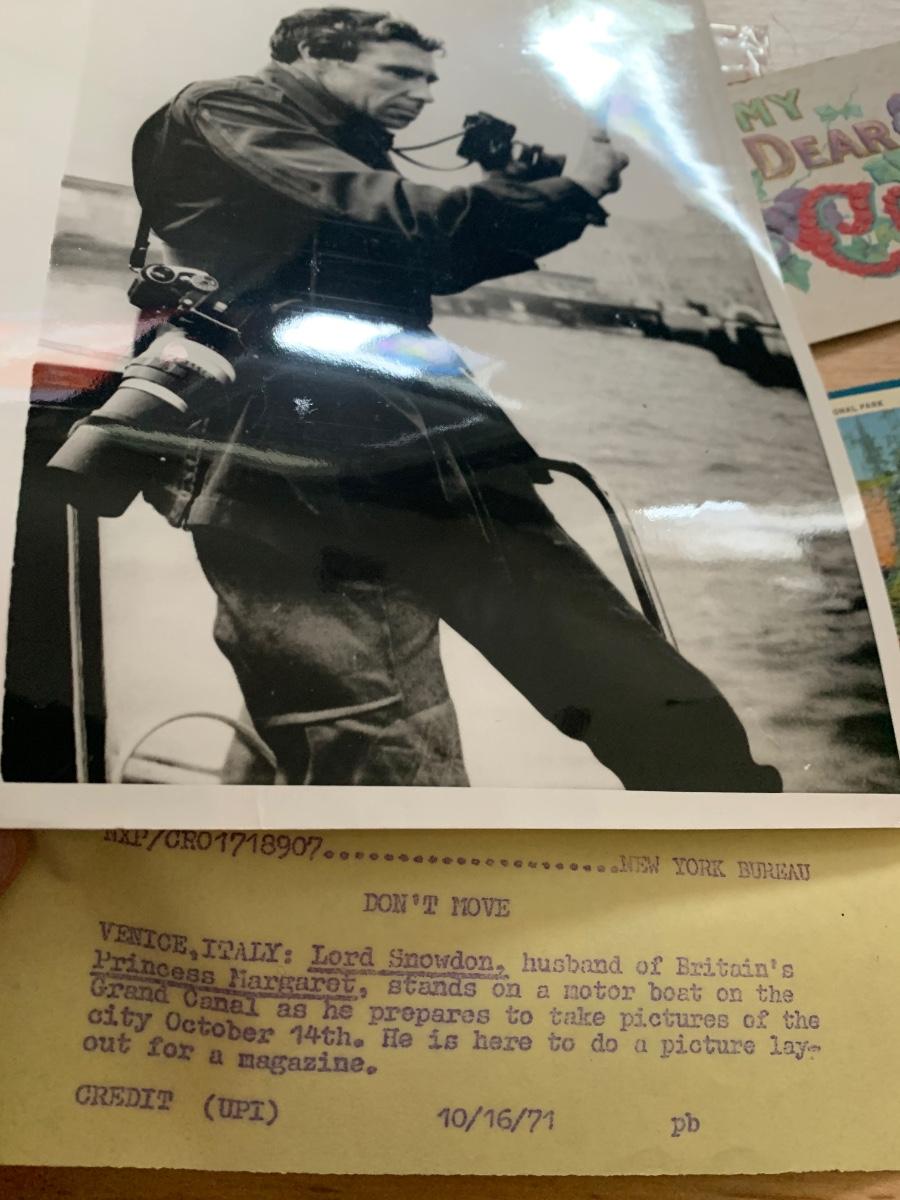 MY
DEAR
ONAL PARK
NXP/CRO1718907......................NEW YORK BUREAU
DON'T MOVE
VENICE,ITALY: Lord Snowdon, husband of Britain's
Princess Margaret, stands on a motor boat on the
Grand Canal as he prepares to take pictures of the
city October 14th. He is here to do a picture lay-
out for a magazine.
CREDIT (UPI) 10/16/71 pb